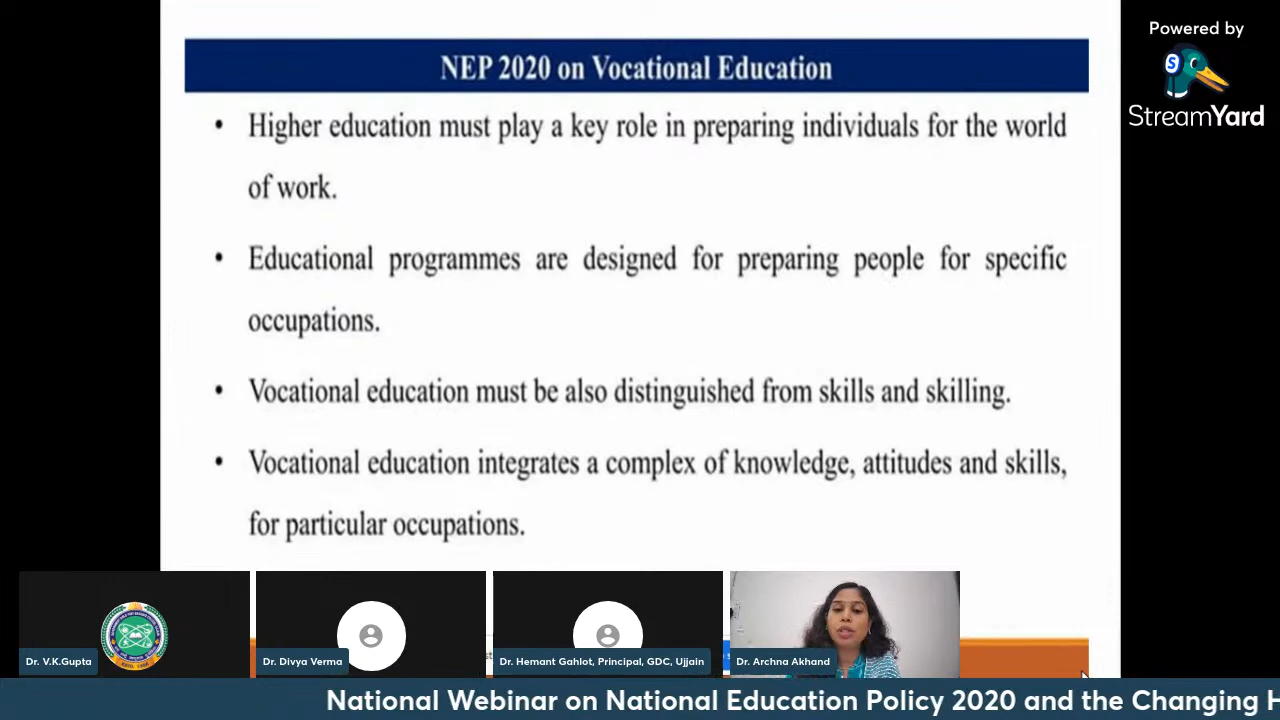 NEP 2020 on Vocational Education
Powered by
StreamYard
• Higher education must play a key role in preparing individuals for the world
of work.
• Educational programmes are designed for preparing people for specific
occupations.
• Vocational education must be also distinguished from skills and skilling.
• Vocational education integrates a complex of knowledge, attitudes and skills,
for particular occupations.
Dr. V.K.Gupta
Dr. Divya Verma
Dr. Hemant Gahlot, Principal, GDC, Ujjain
Dr. Archna Akhand
National Webinar on National Education Policy 2020 and the Changing H